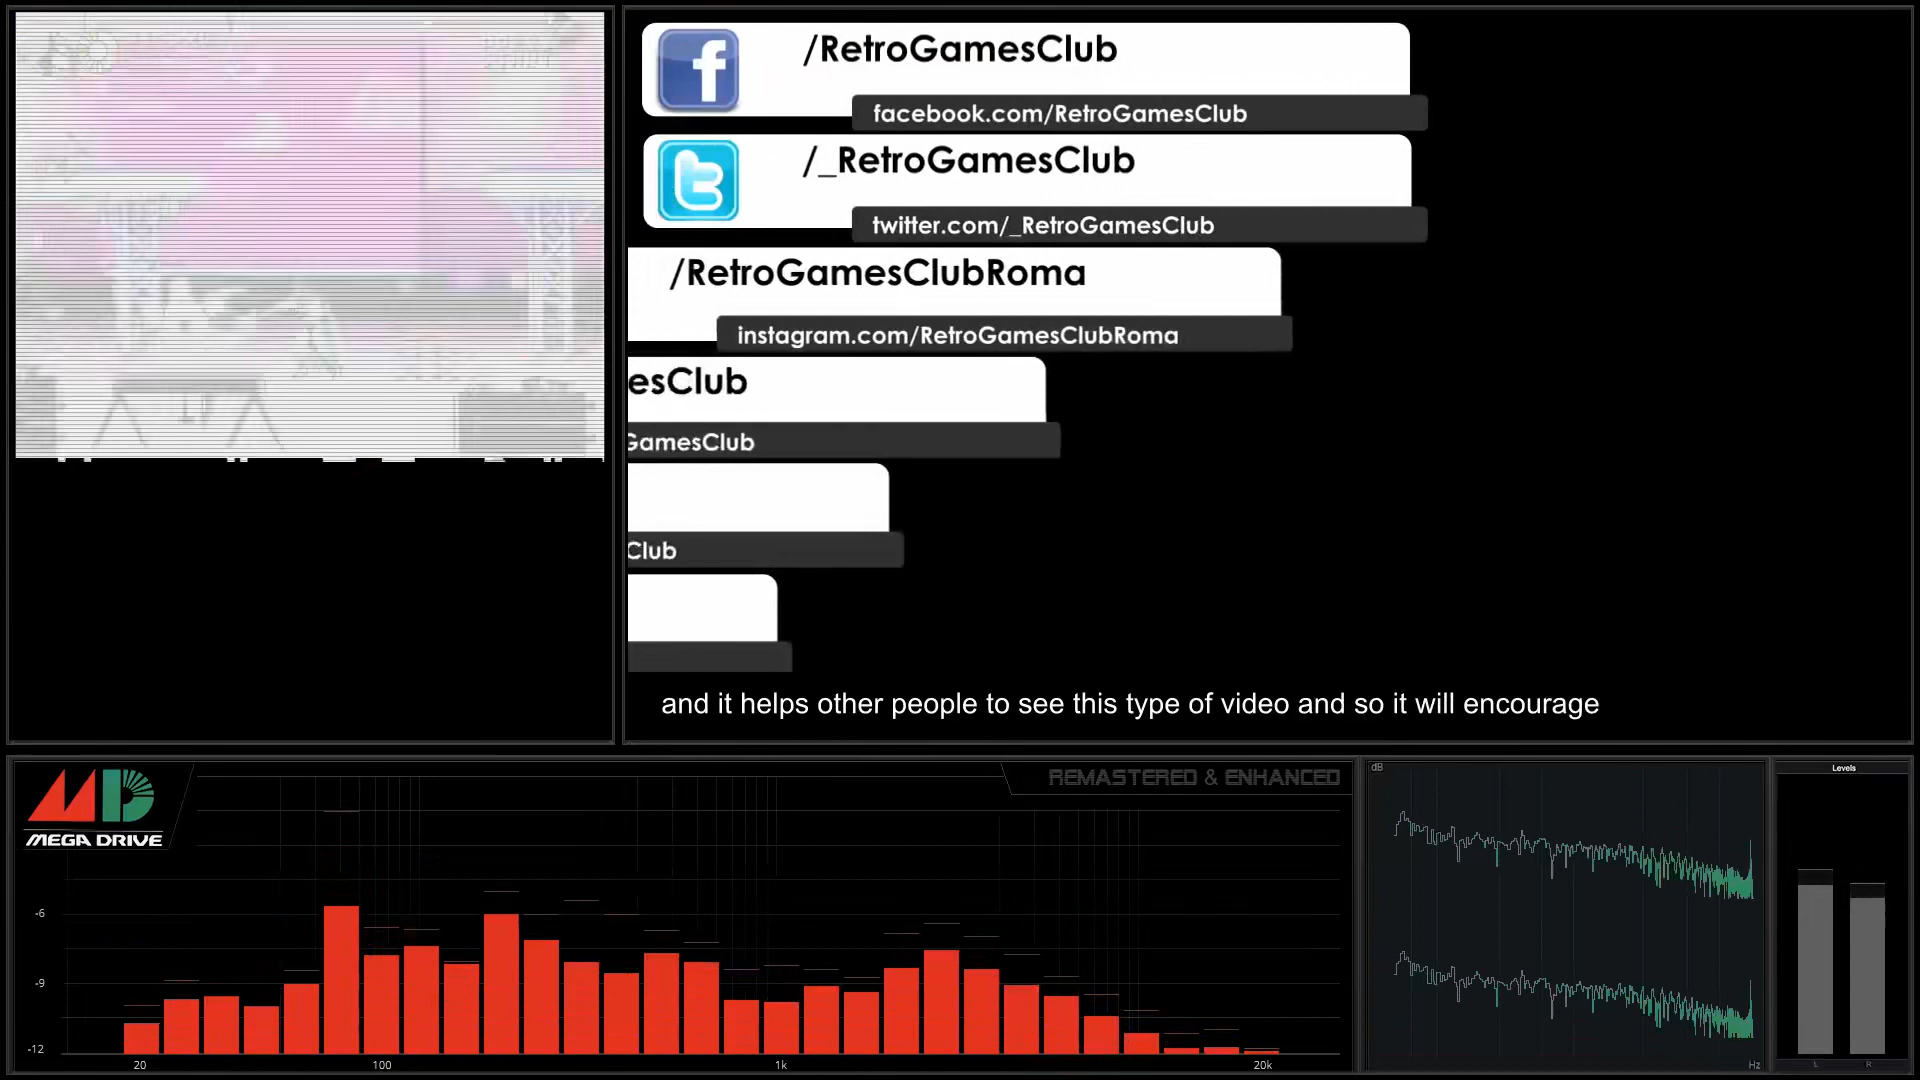 /RetroGamesClub
facebook.com/RetroGamesClub
/_RetroGamesClub
twitter.com/_RetroGamesClub
/RetroGamesClubRoma
instagram.com/RetroGamesClubRoma
esClub
GamesClub
Club
and it helps other people to see this type of video and so it will encourage
MEGA DRIVE
REMASTERED & ENHANCED
-6
-9
-12
20
100
1k
20k
dB
Hz
Levels
L
R